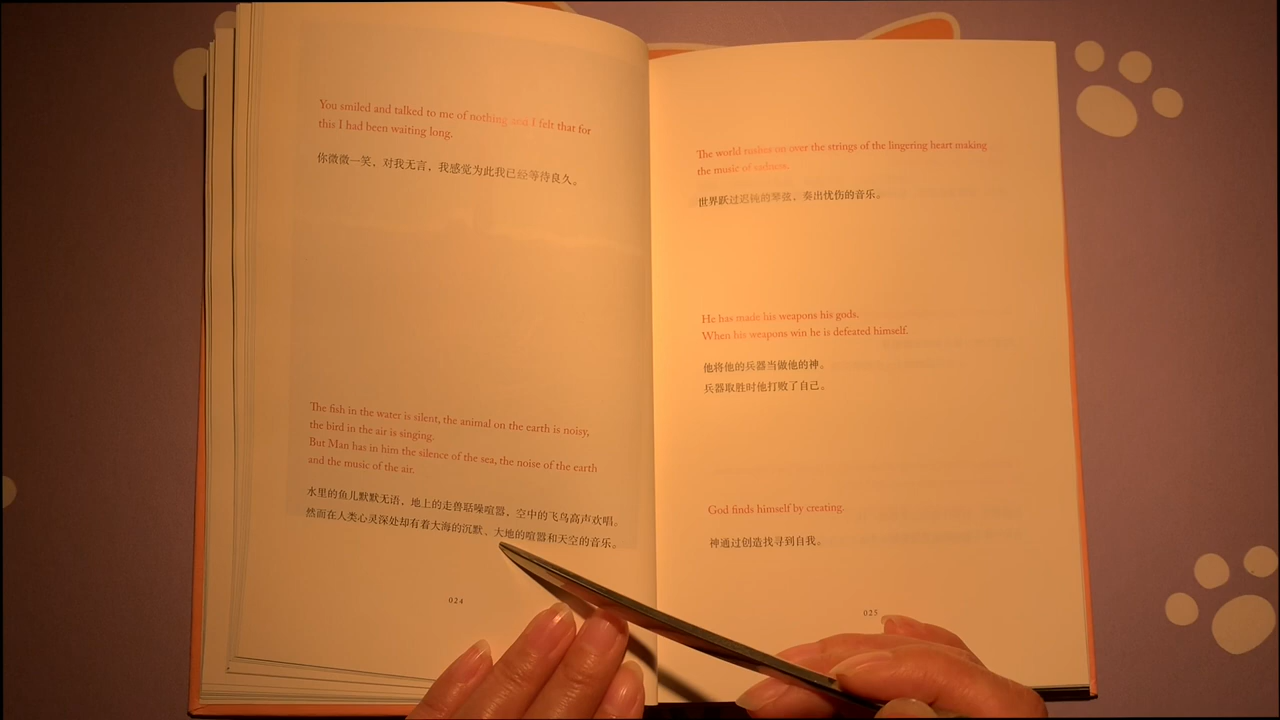 You smiled and talked to me of nothing and I felt that for
this I had been waiting long.
你微微一笑，对我无言，我感觉为此我已经等待良久。
The fish in the water is silent, the animal on the earth is noisy,
the bird in the air is singing.
But Man has in him the silence of the sea, the noise of the earth
and the music of the air.
水里的鱼儿默默无语，地上的走兽聒噪喧嚣，空中的飞鸟高声欢唱。
然而在人类心灵深处却有着大海的沉默、大地的喧嚣和天空的音乐。
024
The world rushes on over the strings of the lingering heart making
the music of sadness.
世界跃过迟钝的琴弦，奏出忧伤的音乐。
He has made his weapons his gods.
When his weapons win he is defeated himself.
他将他的兵器当做他的神。
兵器取胜时他打败了自己。
God finds himself by creating.
神通过创造找寻到自我。
025